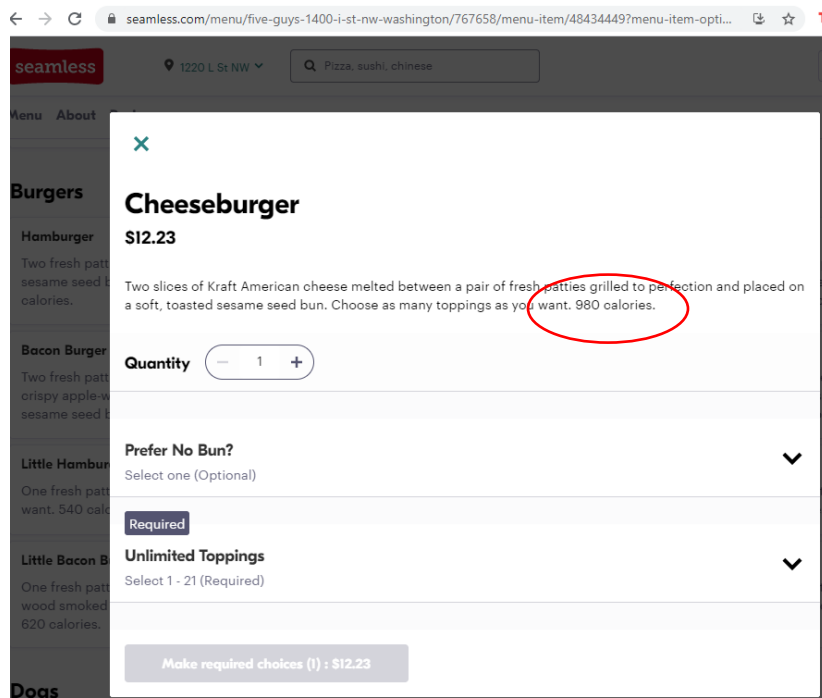 seamless.com/menu/five-guys-1400-i-st-nw-washington/767658/menu-item/48434449?menu-item-opti...
seamless
1220 L St NW
Pizza, sushi, chinese
Menu About
Burgers
Hamburger
Two fresh patt
sesame seed b
calories.
Bacon Burger
Two fresh patt
crispy apple-w
sesame seed b
Little Hambur
One fresh patt
want. 540 calo
Little Bacon B
One fresh patt
wood smoked
620 calories.
Dogs
Cheeseburger
$12.23
Two slices of Kraft American cheese melted between a pair of fresh patties grilled to perfection and placed on
a soft, toasted sesame seed bun. Choose as many toppings as you want. 980 calories.
Quantity 1
Prefer No Bun?
Select one (Optional)
Required
Unlimited Toppings
Select 1 - 21 (Required)
Make required choices (1) : $12.23